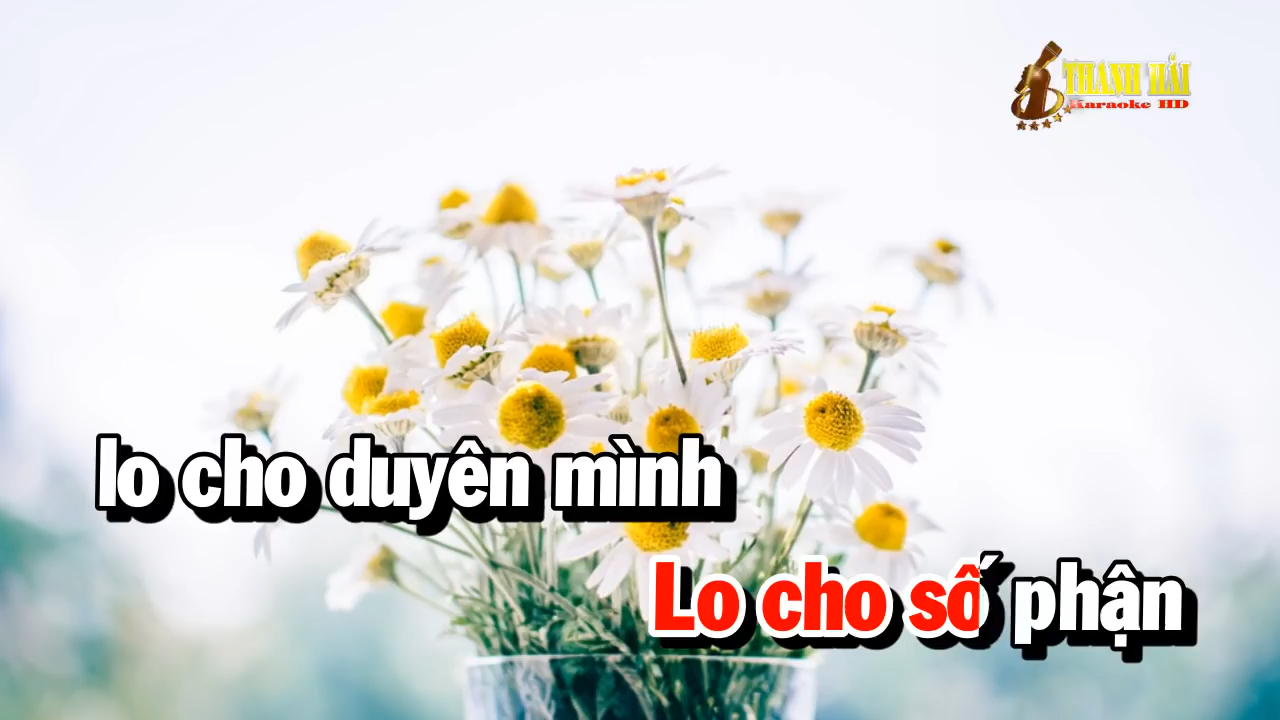 THANH HẢI
Karaoke HD
lo cho duyên mình
Lo cho số phận